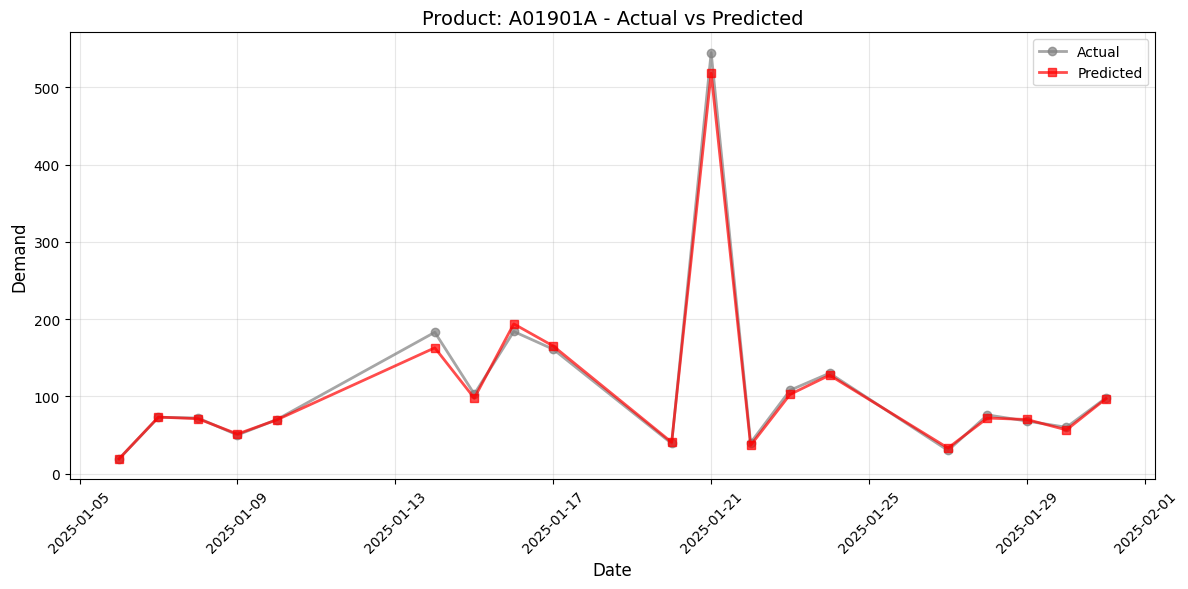 Product: A01901A - Actual vs Predicted
Actual
Predicted
Demand
500
400
300
200
100
0
2025-01-05
2025-01-09
2025-01-13
2025-01-17
2025-01-21
2025-01-25
2025-01-29
2025-02-01
Date